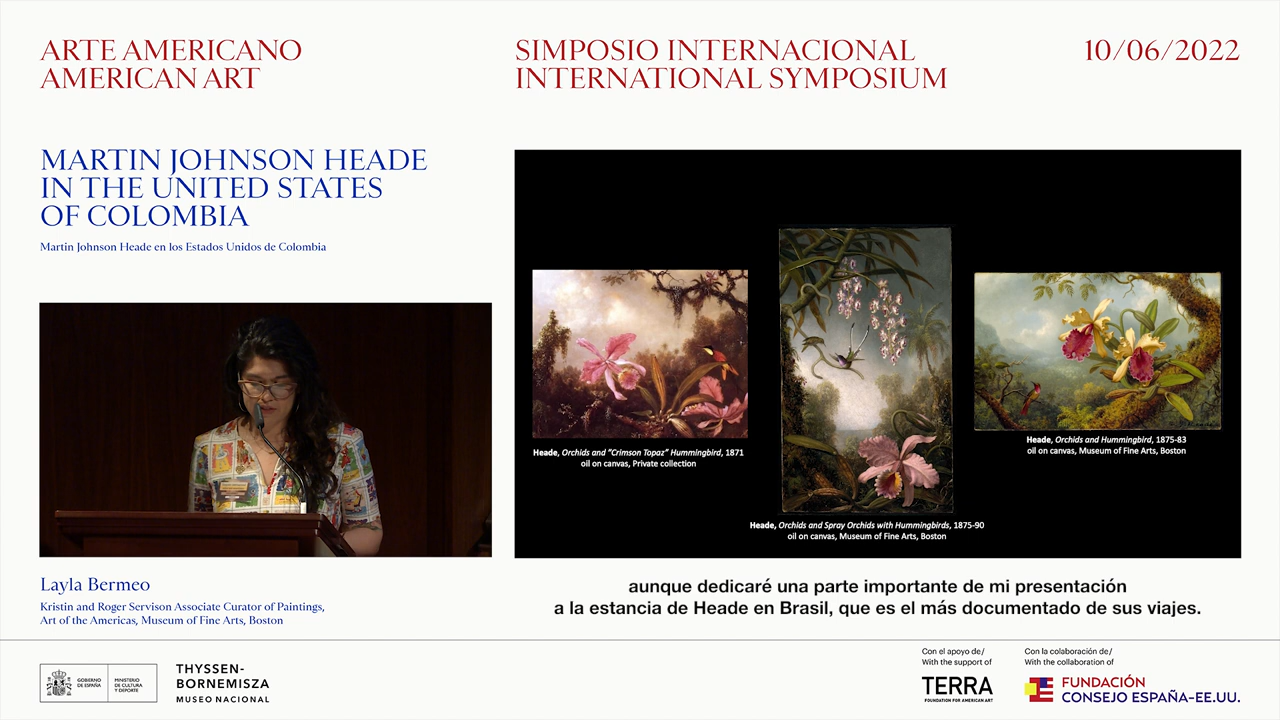 ARTE AMERICANO
AMERICAN ART
SIMPOSIO INTERNACIONAL
INTERNATIONAL SYMPOSIUM
10/06/2022
MARTIN JOHNSON HEADE
IN THE UNITED STATES
OF COLOMBIA
Martin Johnson Heade en los Estados Unidos de Colombia
Heade, Orchids and "Crimson Topaz" Hummingbird, 1871
oil on canvas, Private collection
Heade, Orchids and Spray Orchids with Hummingbirds, 1875-90
oil on canvas, Museum of Fine Arts, Boston
Heade, Orchids and Hummingbird, 1875-83
oil on canvas, Museum of Fine Arts, Boston
Layla Bermeo
Kristin and Roger Servison Associate Curator of Paintings,
Art of the Americas, Museum of Fine Arts, Boston
aunque dedicaré una parte importante de mi presentación
a la estancia de Heade en Brasil, que es el más documentado de sus viajes.
GOBIERNO
DE ESPAÑA
MINISTERIO
DE CULTURA
Y DEPORTE
THYSSEN-
BORNEMISZA
MUSEO NACIONAL
Con el apoyo de/
With the support of
TERRA
FOUNDATION FOR AMERICAN ART
Con la colaboración de/
With the collaboration of
FUNDACIÓN
CONSEJO ESPAÑA-EE.UU.